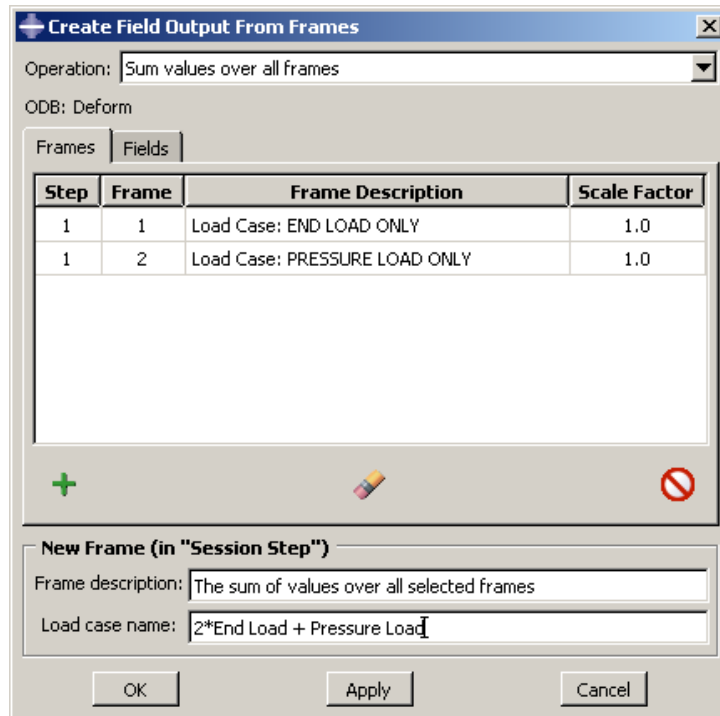 Create Field Output From Frames
Operation: Sum values over all frames
ODB: Deform
Frames Fields
Step Frame Frame Description Scale Factor
1 1 Load Case: END LOAD ONLY 1.0
1 2 Load Case: PRESSURE LOAD ONLY 1.0
New Frame (in "Session Step")
Frame description: The sum of values over all selected frames
Load case name: 2*End Load + Pressure Load
OK Apply Cancel